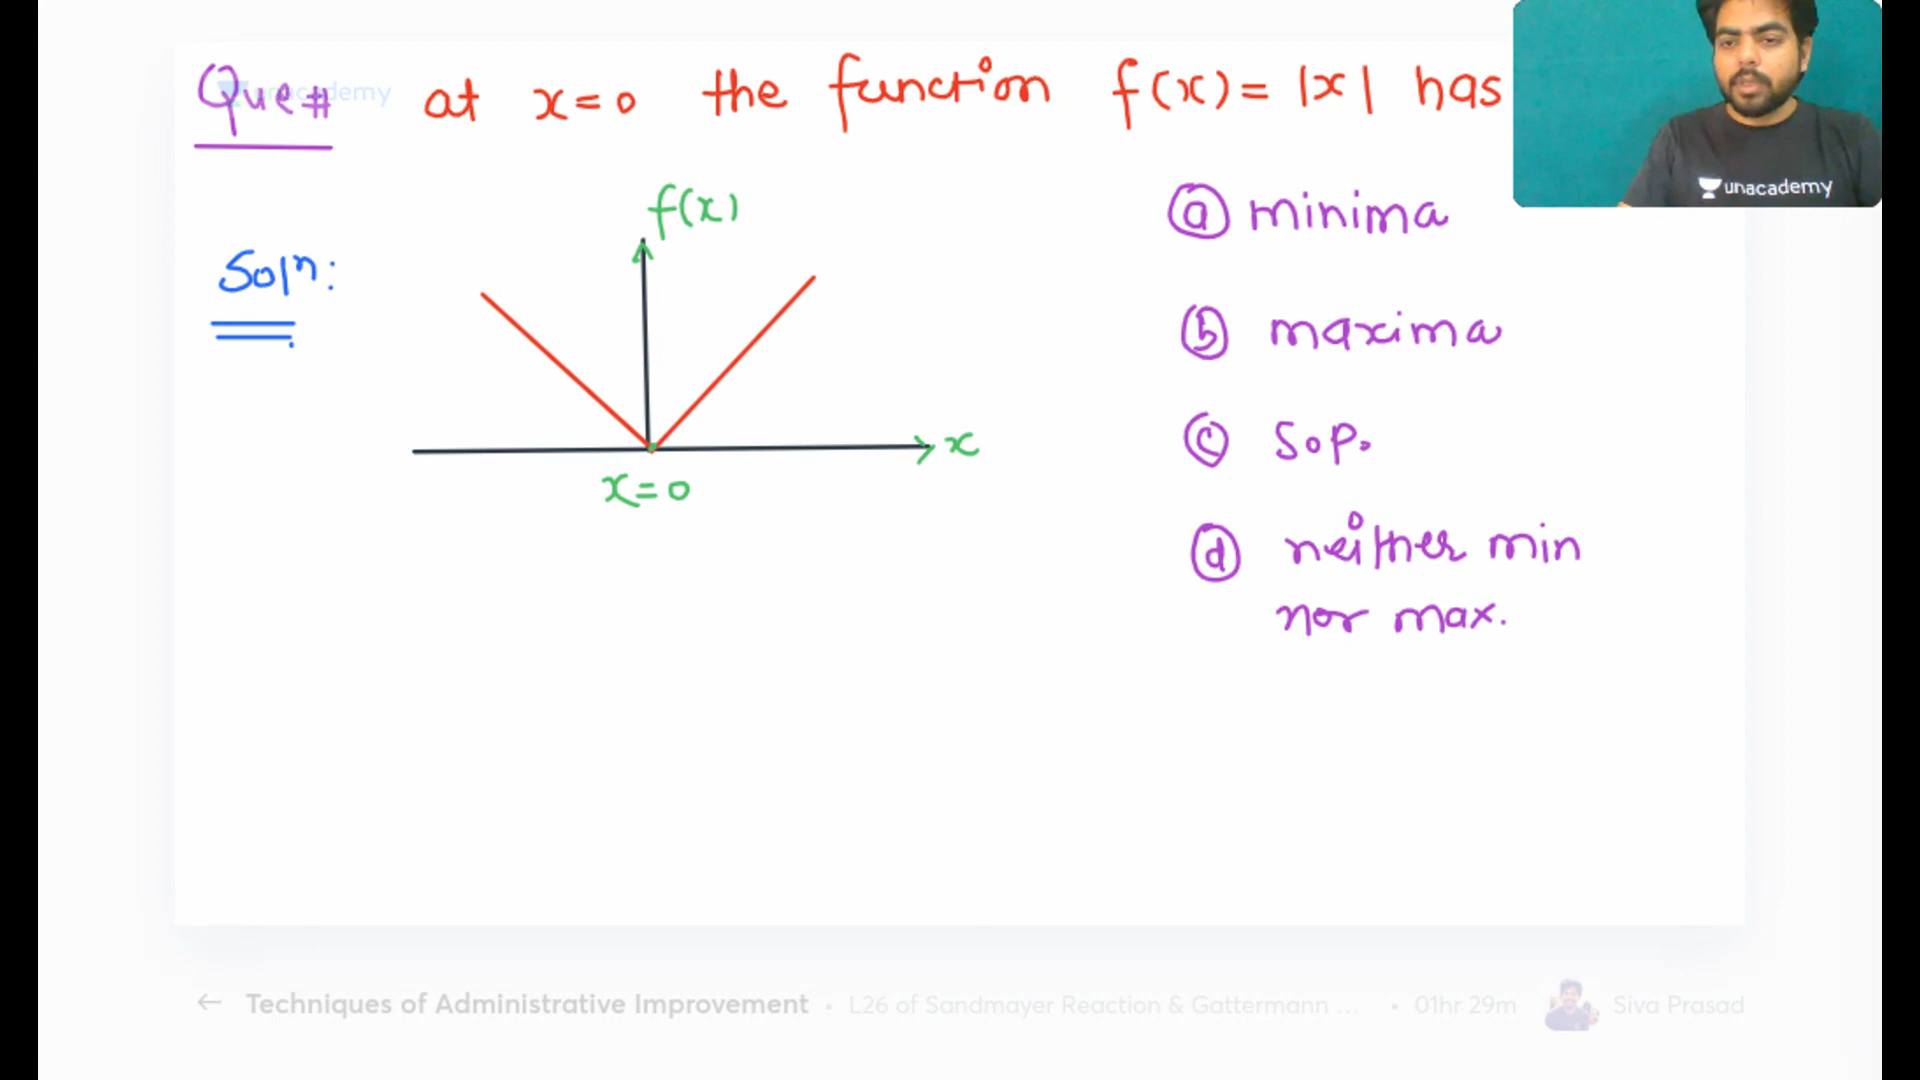 Que# at x=0 the function f(x)= |x| has
unacademy
unacademy
f(x)
Soln:
x
x=0
(a) minima
(b) maxima
(c) S.P.
(d) neither min
nor max.
← Techniques of Administrative Improvement • L26 of Sandmayer Reaction & Gattermann ... • 01hr 29m Siva Prasad